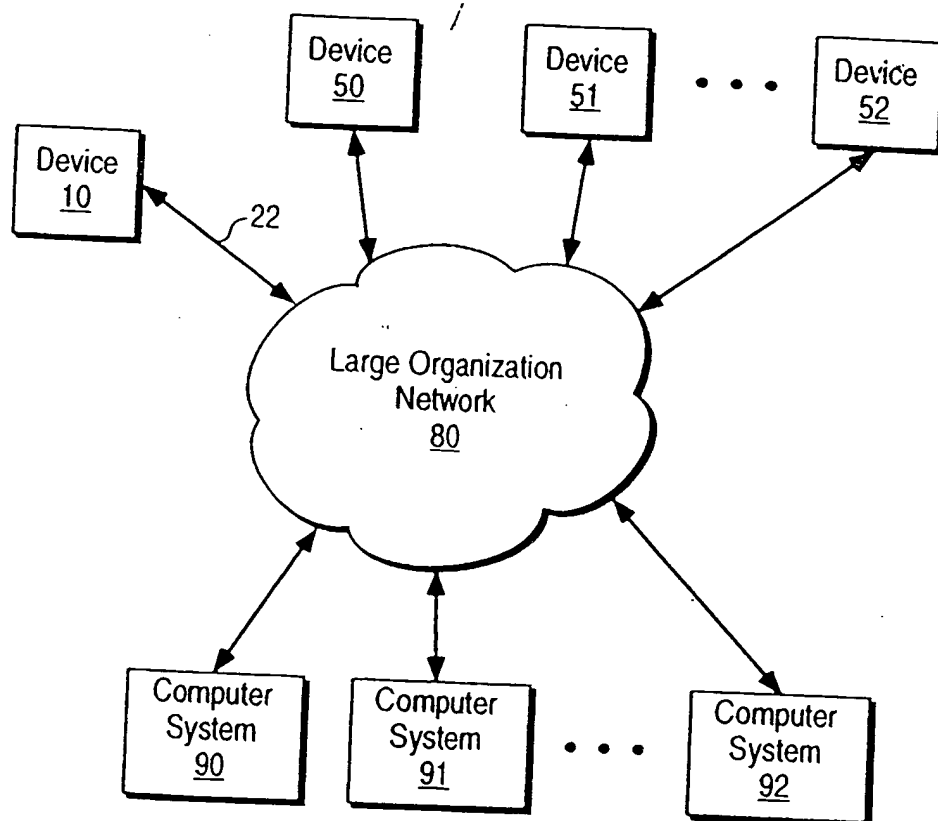 Device
50
Device
51
Device
52
Device
10
22
Large Organization
Network
80
Computer
System
90
Computer
System
91
Computer
System
92